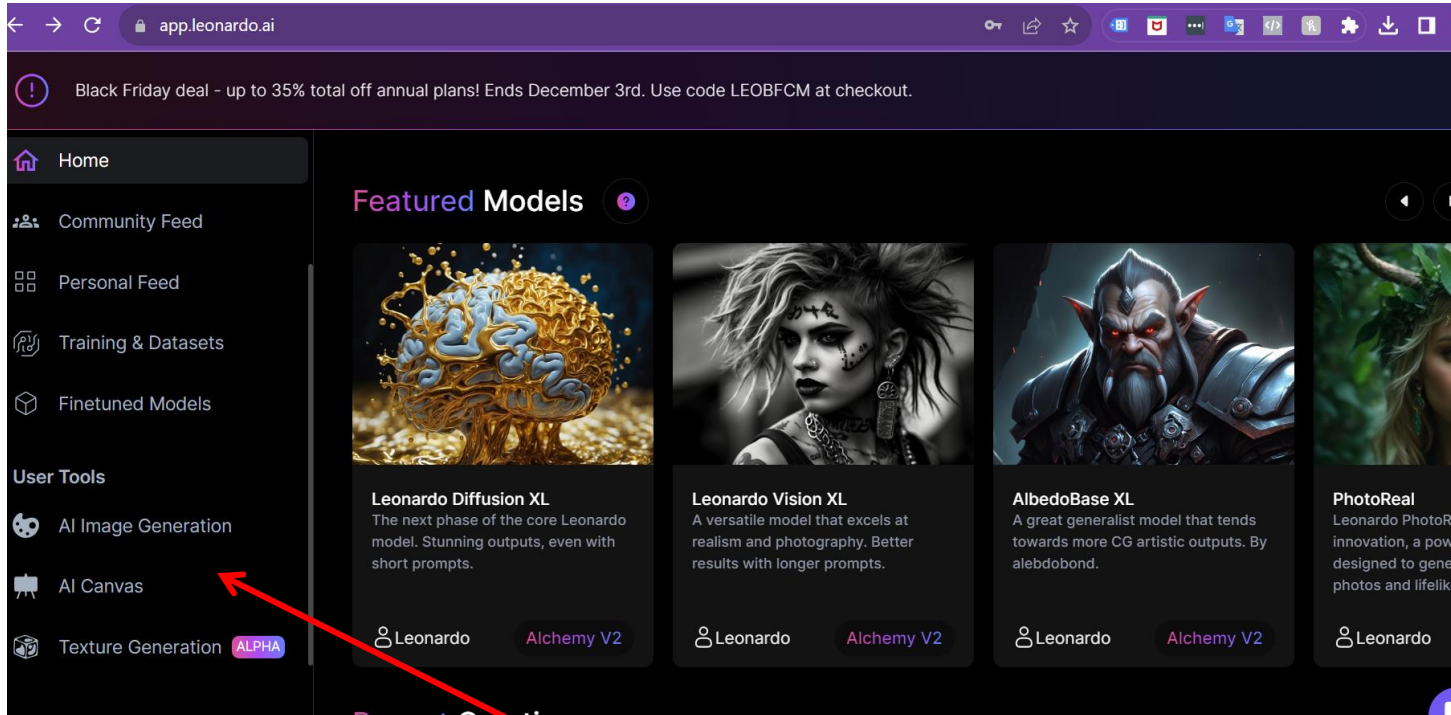 app.leonardo.ai
Black Friday deal - up to 35% total off annual plans! Ends December 3rd. Use code LEOBFCM at checkout.
Home
Community Feed
Personal Feed
Training & Datasets
Finetuned Models
User Tools
AI Image Generation
AI Canvas
Texture Generation ALPHA
Featured Models ?
Leonardo Diffusion XL
The next phase of the core Leonardo
model. Stunning outputs, even with
short prompts.
Leonardo Alchemy V2
Leonardo Vision XL
A versatile model that excels at
realism and photography. Better
results with longer prompts.
Leonardo Alchemy V2
AlbedoBase XL
A great generalist model that tends
towards more CG artistic outputs. By
alebdobond.
Leonardo Alchemy V2
PhotoReal
Leonardo
innovation, a
designed to
photos and
Leonardo